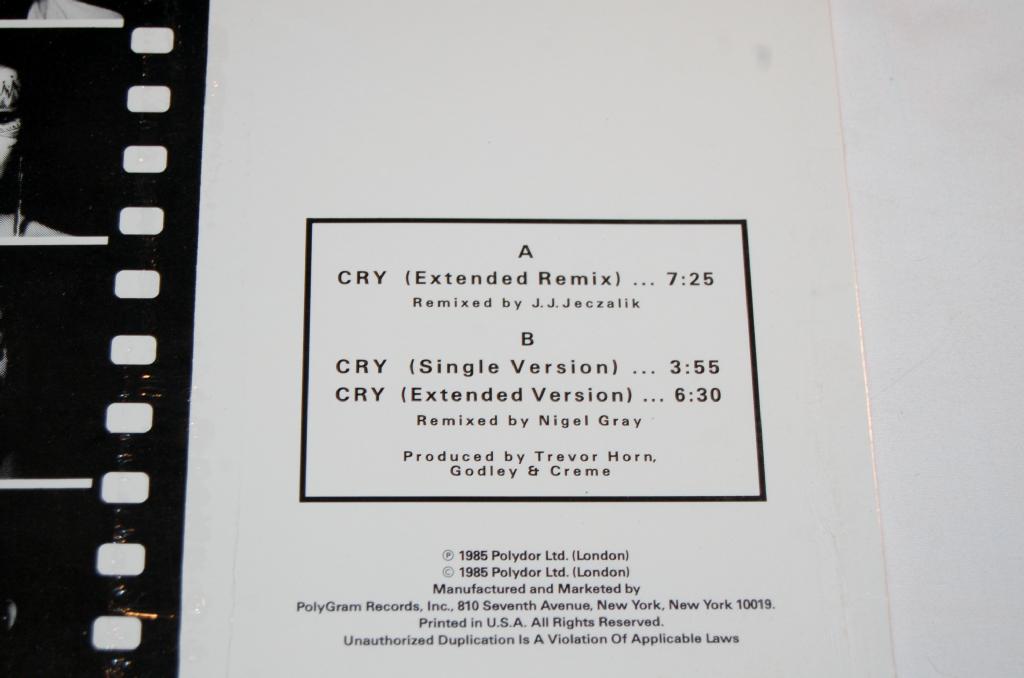 A
CRY (Extended Remix) ... 7:25
Remixed by J.J.Jeczalik
B
CRY (Single Version) ... 3:55
CRY (Extended Version) ... 6:30
Remixed by Nigel Gray
Produced by Trevor Horn,
Godley & Creme
℗ 1985 Polydor Ltd. (London)
© 1985 Polydor Ltd. (London)
Manufactured and Marketed by
PolyGram Records, Inc., 810 Seventh Avenue, New York, New York 10019.
Printed in U.S.A. All Rights Reserved.
Unauthorized Duplication Is A Violation Of Applicable Laws